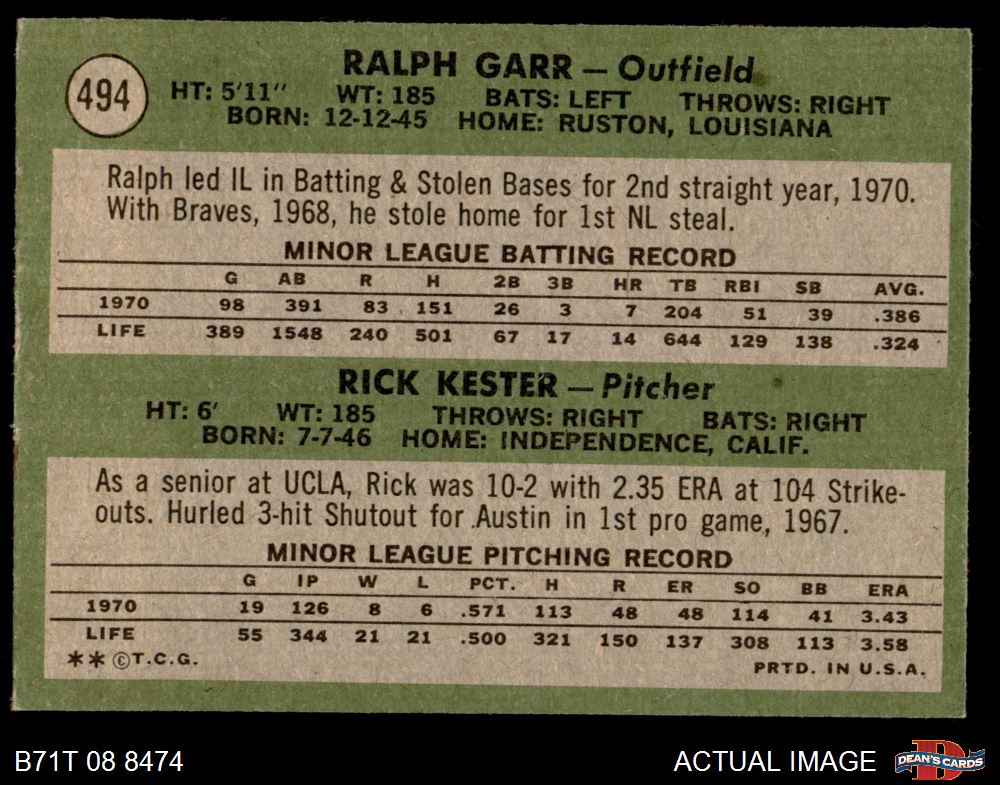 494
RALPH GARR — Outfield
HT: 5'11" WT: 185 BATS: LEFT THROWS: RIGHT
BORN: 12-12-45 HOME: RUSTON, LOUISIANA
Ralph led IL in Batting & Stolen Bases for 2nd straight year, 1970.
With Braves, 1968, he stole home for 1st NL steal.
MINOR LEAGUE BATTING RECORD
G AB R H 2B 3B HR TB RBI SB AVG.
1970 98 391 83 151 26 3 7 204 51 39 .386
LIFE 389 1548 240 501 67 17 14 644 129 138 .324
RICK KESTER — Pitcher
HT: 6' WT: 185 THROWS: RIGHT BATS: RIGHT
BORN: 7-7-46 HOME: INDEPENDENCE, CALIF.
As a senior at UCLA, Rick was 10-2 with 2.35 ERA at 104 Strike-
outs. Hurled 3-hit Shutout for Austin in 1st pro game, 1967.
MINOR LEAGUE PITCHING RECORD
G IP W L PCT. H R ER SO BB ERA
1970 19 126 8 6 .571 113 48 48 114 41 3.43
LIFE 55 344 21 21 .500 321 150 137 308 113 3.58
** ©T.C.G. PRTD. IN U.S.A.
B71T 08 8474 ACTUAL IMAGE D DEAN'S CARDS